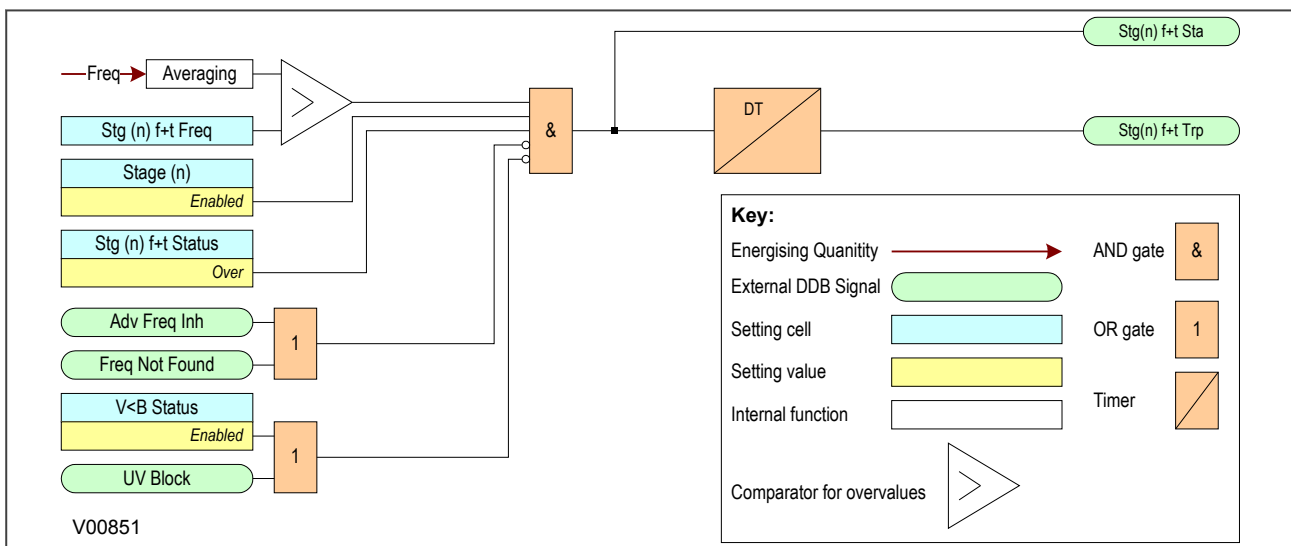 Stg(n) f+t Sta
Freq
Averaging
DT
Stg (n) f+t Freq
&
Stg(n) f+t Trp
Stage (n)
Enabled
Stg (n) f+t Status
Over
Adv Freq Inh
1
Freq Not Found
V<B Status
Enabled
1
UV Block
V00851
Key:
Energising Quanitity
AND gate
&
External DDB Signal
Setting cell
OR gate
1
Setting value
Internal function
Timer
Comparator for overvalues